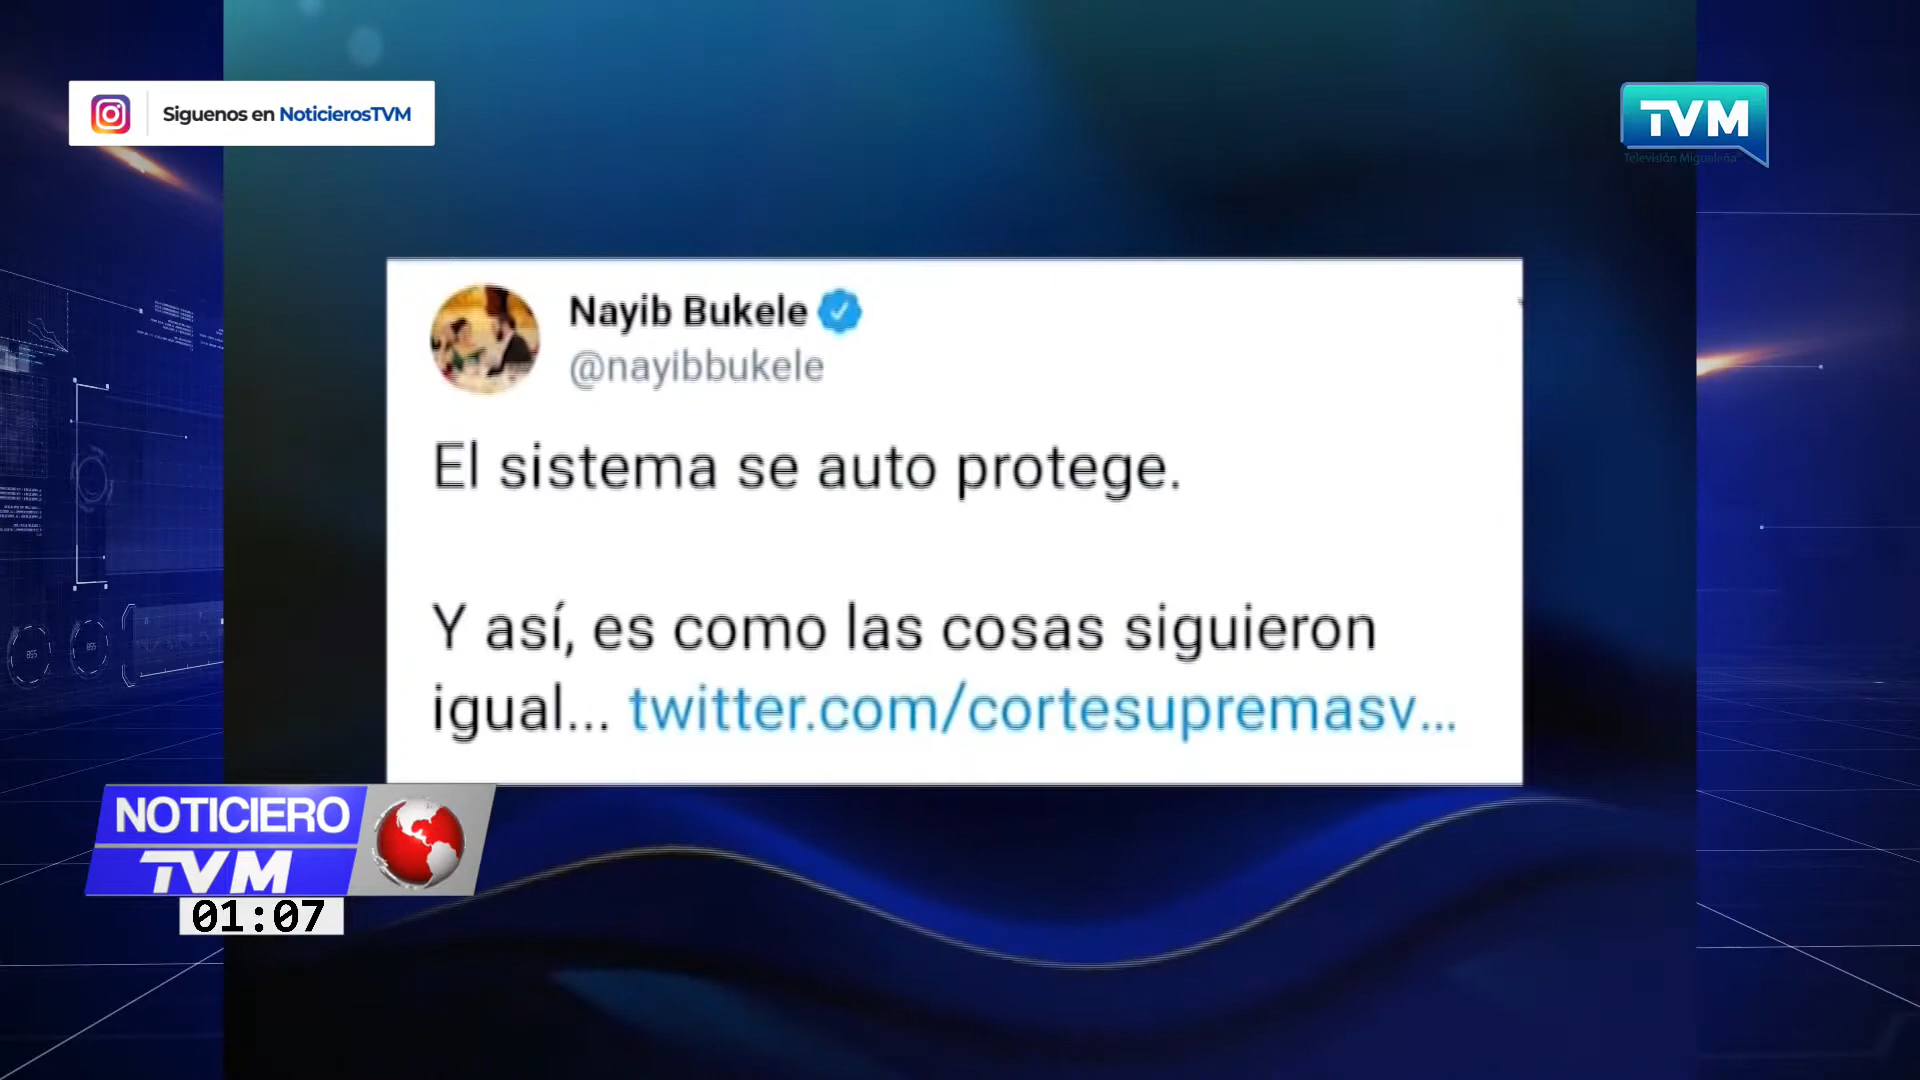 Siguenos en NoticierosTVM
TVM
Televisión Migueleña
Nayib Bukele
@nayibbukele
El sistema se auto protege.
Y así, es como las cosas siguieron
igual... twitter.com/cortesupremasv...
NOTICIERO
TVM
01:07